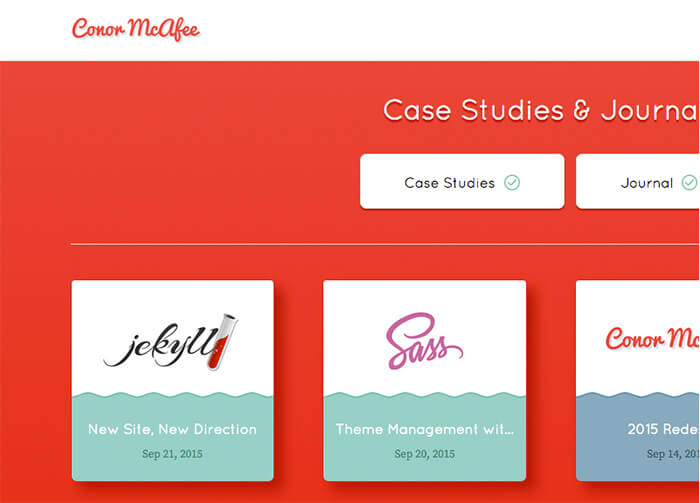 Conor McAfee
Case Studies & Journa
Case Studies
Journal
jekyll
Sass
Conor Mc
New Site, New Direction
Theme Management wit...
2015 Rede
Sep 21, 2015
Sep 20, 2015
Sep 14, 201